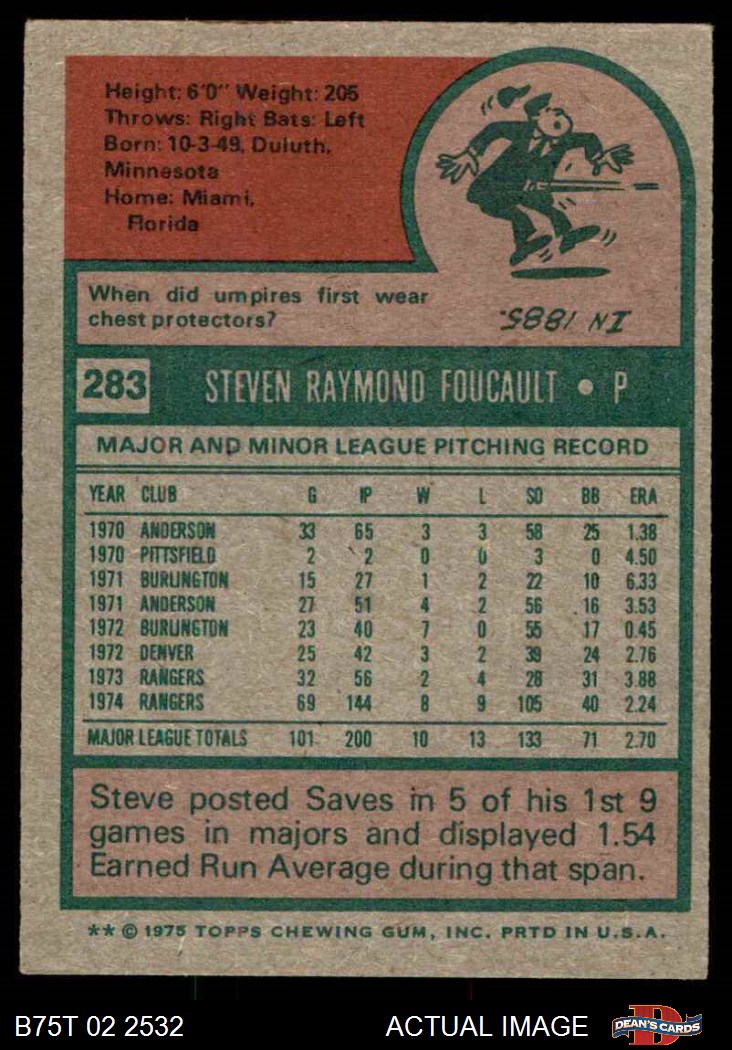 Height: 6'0" Weight: 205
Throws: Right Bats: Left
Born: 10-3-49, Duluth,
Minnesota
Home: Miami,
Florida
When did umpires first wear
chest protectors?
IN 1885.
283 STEVEN RAYMOND FOUCAULT • P
MAJOR AND MINOR LEAGUE PITCHING RECORD
YEAR CLUB G IP W L SO BB ERA
1970 ANDERSON 33 65 3 3 58 25 1.38
1970 PITTSFIELD 2 2 0 0 3 0 4.50
1971 BURLINGTON 15 27 1 2 22 10 6.33
1971 ANDERSON 27 51 4 2 56 16 3.53
1972 BURLINGTON 23 40 7 0 55 17 0.45
1972 DENVER 25 42 3 2 39 24 2.76
1973 RANGERS 32 56 2 4 28 31 3.88
1974 RANGERS 69 144 8 9 105 40 2.24
MAJOR LEAGUE TOTALS 101 200 10 13 133 71 2.70
Steve posted Saves in 5 of his 1st 9
games in majors and displayed 1.54
Earned Run Average during that span.
** © 1975 TOPPS CHEWING GUM, INC. PRTD IN U.S.A.
B75T 02 2532 ACTUAL IMAGE D DEAN'S CARDS